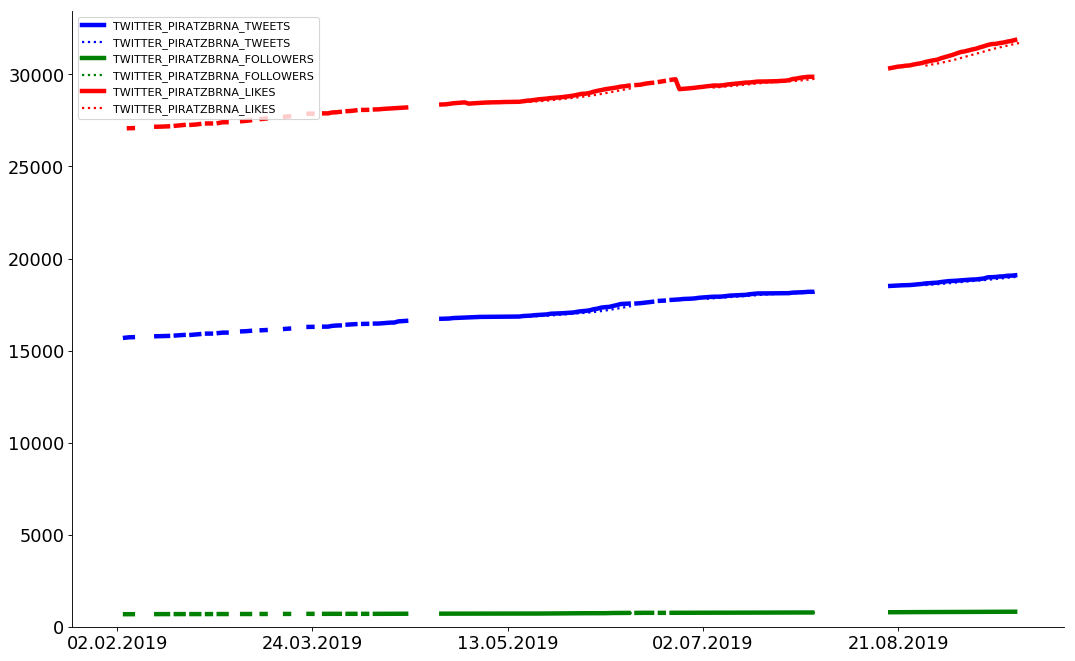 TWITTER_PIRATZBRNA_TWEETS
TWITTER_PIRATZBRNA_TWEETS
TWITTER_PIRATZBRNA_FOLLOWERS
TWITTER_PIRATZBRNA_FOLLOWERS
TWITTER_PIRATZBRNA_LIKES
TWITTER_PIRATZBRNA_LIKES
30000
25000
20000
15000
10000
5000
0
02.02.2019 24.03.2019 13.05.2019 02.07.2019 21.08.2019